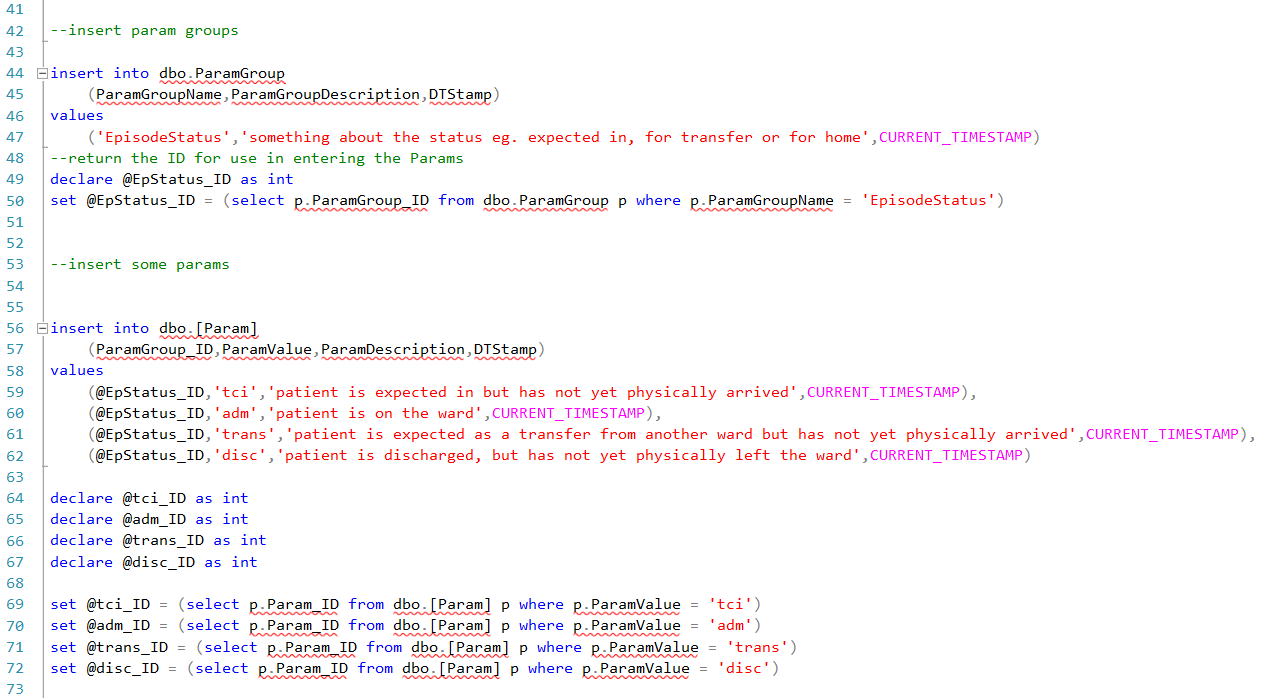 41
42 --insert param groups
43
44 insert into dbo.ParamGroup
45 (ParamGroupName,ParamGroupDescription,DTStamp)
46 values
47 ('EpisodeStatus','something about the status eg. expected in, for transfer or for home',CURRENT_TIMESTAMP)
48 --return the ID for use in entering the Params
49 declare @EpStatus_ID as int
50 set @EpStatus_ID = (select p.ParamGroup_ID from dbo.ParamGroup p where p.ParamGroupName = 'EpisodeStatus')
51
52
53 --insert some params
54
55
56 insert into dbo.[Param]
57 (ParamGroup_ID,ParamValue,ParamDescription,DTStamp)
58 values
59 (@EpStatus_ID,'tci','patient is expected in but has not yet physically arrived',CURRENT_TIMESTAMP),
60 (@EpStatus_ID,'adm','patient is on the ward',CURRENT_TIMESTAMP),
61 (@EpStatus_ID,'trans','patient is expected as a transfer from another ward but has not yet physically arrived',CURRENT_TIMESTAMP),
62 (@EpStatus_ID,'disc','patient is discharged, but has not yet physically left the ward',CURRENT_TIMESTAMP)
63
64 declare @tci_ID as int
65 declare @adm_ID as int
66 declare @trans_ID as int
67 declare @disc_ID as int
68
69 set @tci_ID = (select p.Param_ID from dbo.[Param] p where p.ParamValue = 'tci')
70 set @adm_ID = (select p.Param_ID from dbo.[Param] p where p.ParamValue = 'adm')
71 set @trans_ID = (select p.Param_ID from dbo.[Param] p where p.ParamValue = 'trans')
72 set @disc_ID = (select p.Param_ID from dbo.[Param] p where p.ParamValue = 'disc')
73